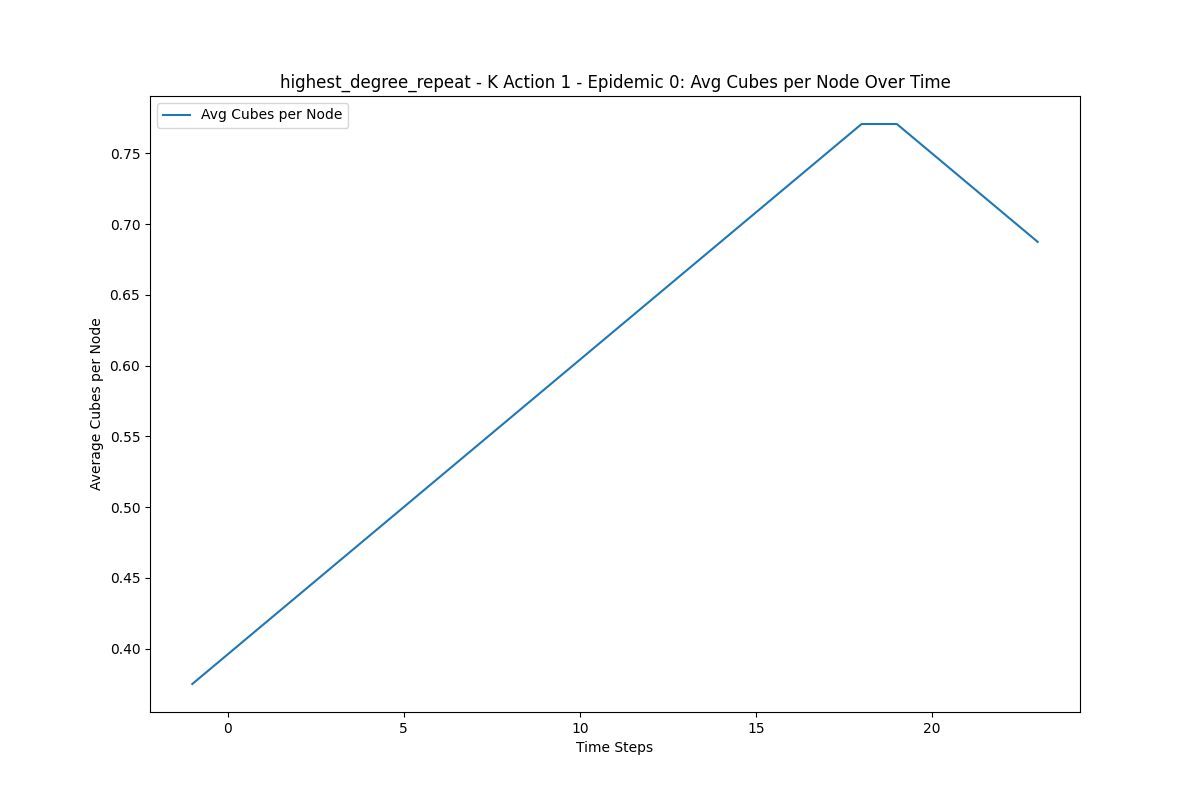 highest_degree_repeat - K Action 1 - Epidemic 0: Avg Cubes per Node Over Time
Avg Cubes per Node
0.75
0.70
0.65
0.60
0.55
0.50
0.45
0.40
Average Cubes per Node
0 5 10 15 20
Time Steps